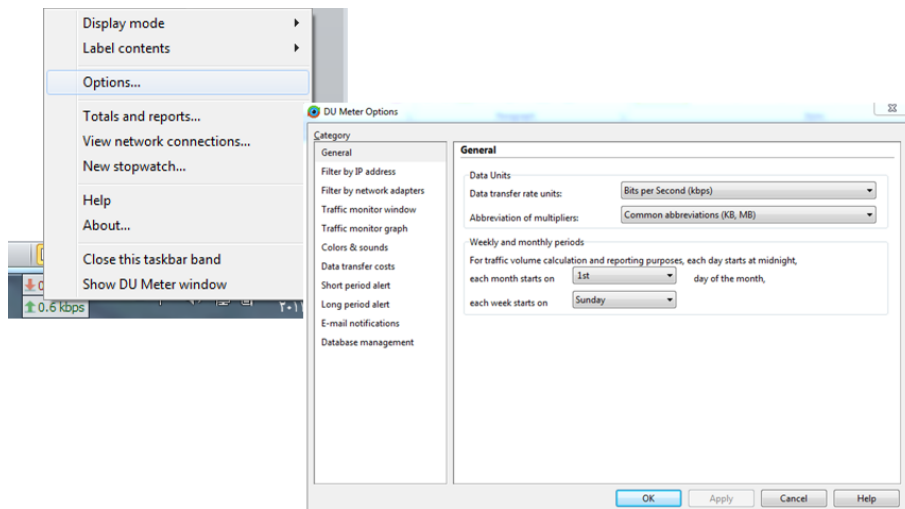 Display mode
Label contents
Options...
Totals and reports...
View network connections...
New stopwatch...
Help
About...
Close this taskbar band
Show DU Meter window
0.6 kbps
DU Meter Options
Category
General
Filter by IP address
Filter by network adapters
Traffic monitor window
Traffic monitor graph
Colors & sounds
Data transfer costs
Short period alert
Long period alert
E-mail notifications
Database management
General
Data Units
Data transfer rate units: Bits per Second (kbps)
Abbreviation of multipliers: Common abbreviations (KB, MB)
Weekly and monthly periods
For traffic volume calculation and reporting purposes, each day starts at midnight,
each month starts on 1st day of the month,
each week starts on Sunday
OK Apply Cancel Help